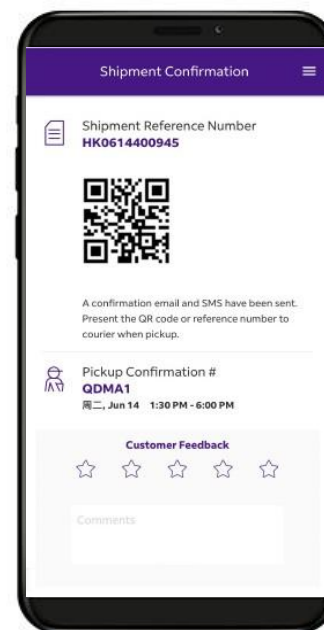 Shipment Confirmation
Shipment Reference Number
HK0614400945
A confirmation email and SMS have been sent.
Present the QR code or reference number to
courier when pickup.
Pickup Confirmation #
QDMA1
周二, Jun 14 1:30 PM - 6:00 PM
Customer Feedback
Comments